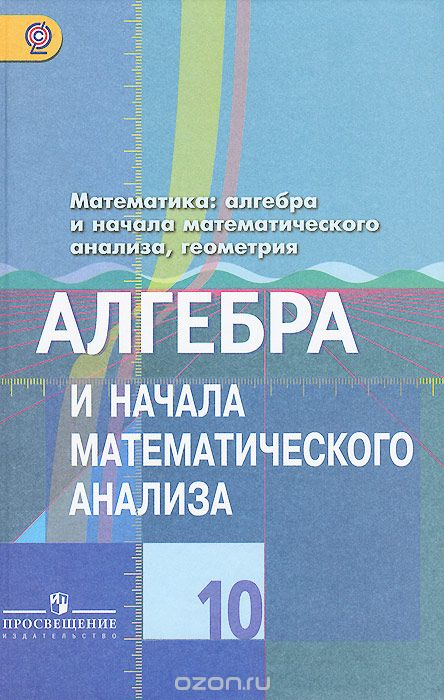 Математика: алгебра
и начала математического
анализа, геометрия
АЛГЕБРА
И НАЧАЛА
МАТЕМАТИЧЕСКОГО
АНАЛИЗА
10
ПРОСВЕЩЕНИЕ
ИЗДАТЕЛЬСТВО
ozon.ru